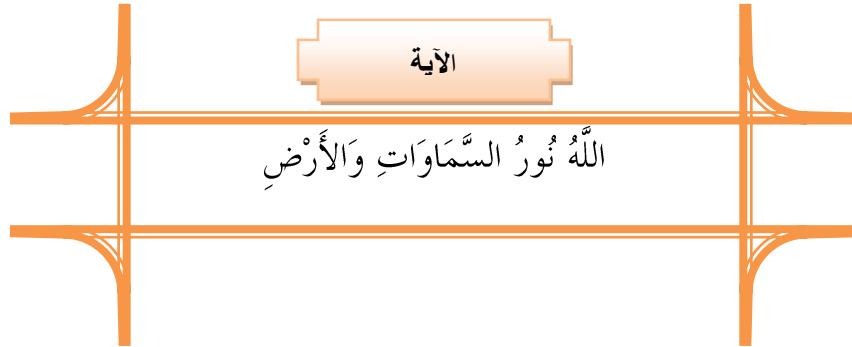 الآية
اللَّهُ نُورُ السَّمَاوَاتِ وَالأَرْضِ